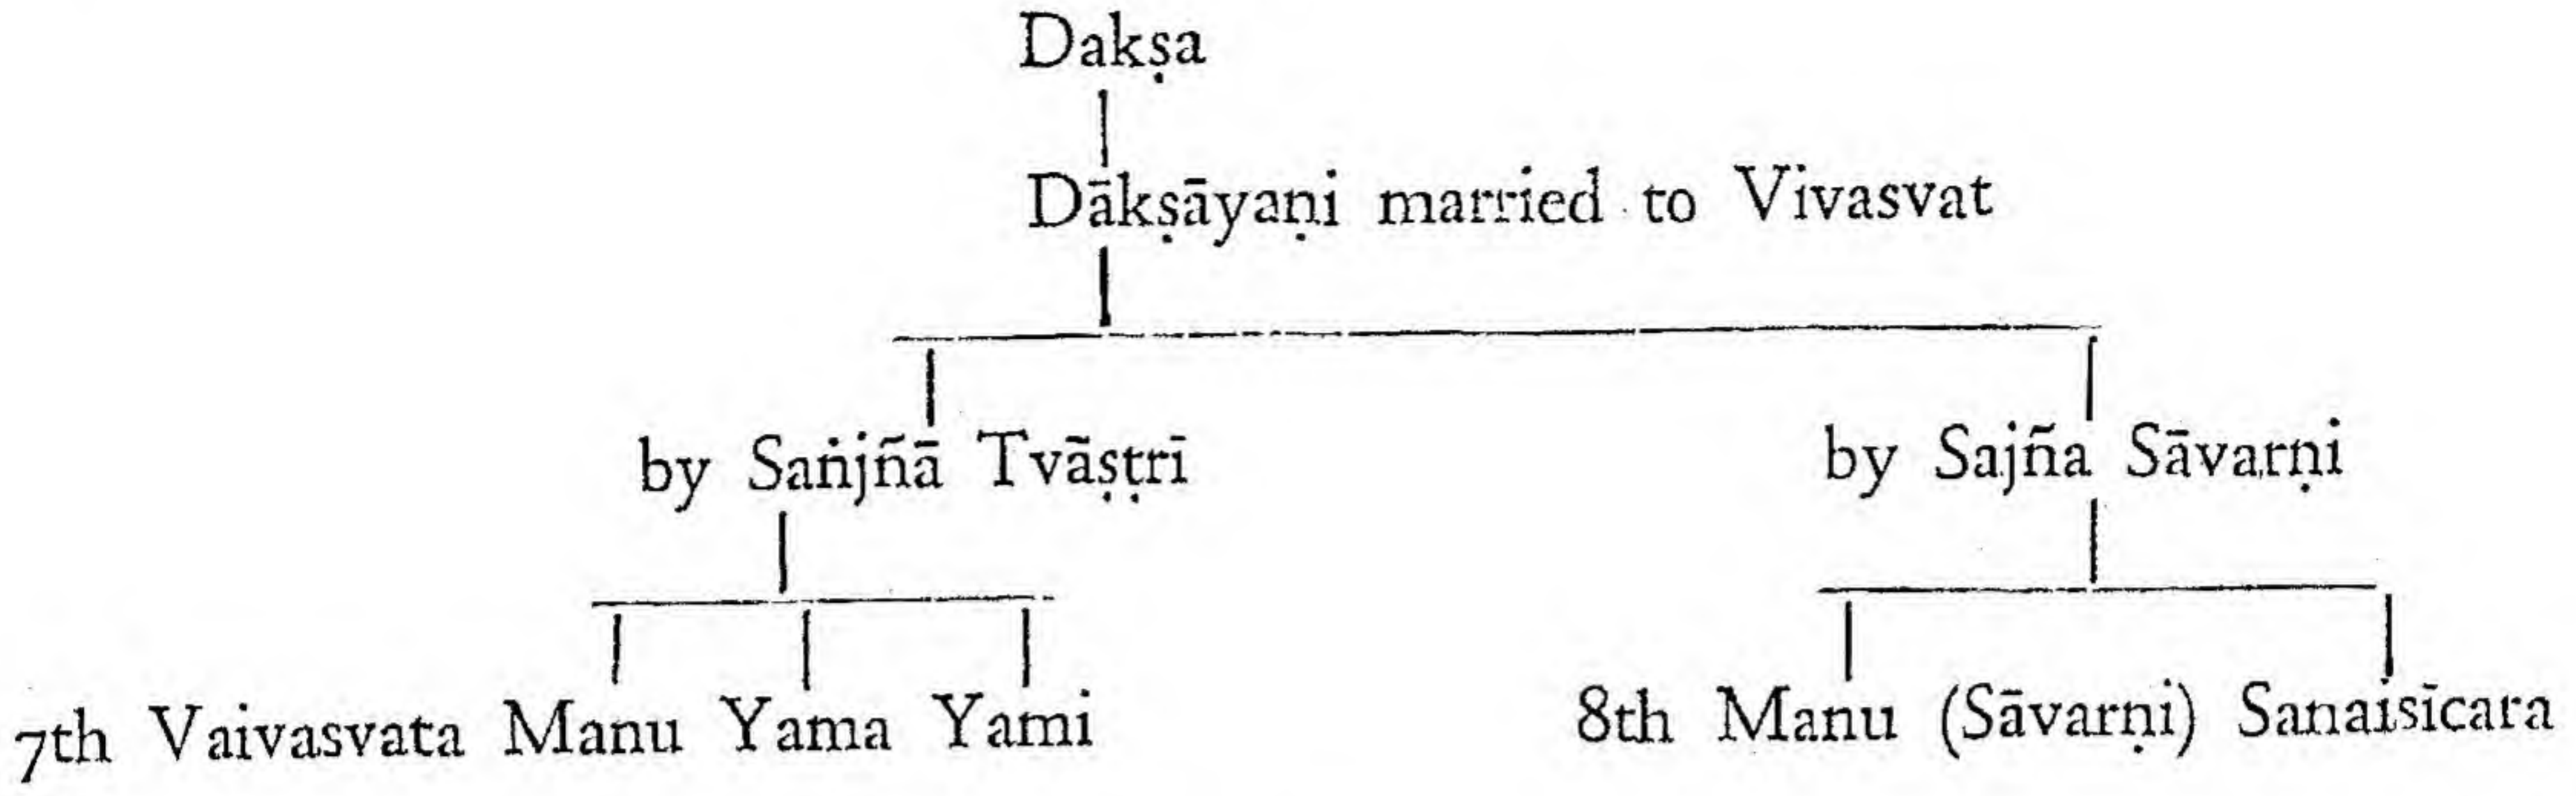 Dakṣa
Dākṣāyaṇi married to Vivasvat
by Sañjñā Tvāṣṭrī by Sajña Sāvarṇi
7th Vaivasvata Manu Yama Yami 8th Manu (Sāvarṇi) Sanaisīcara